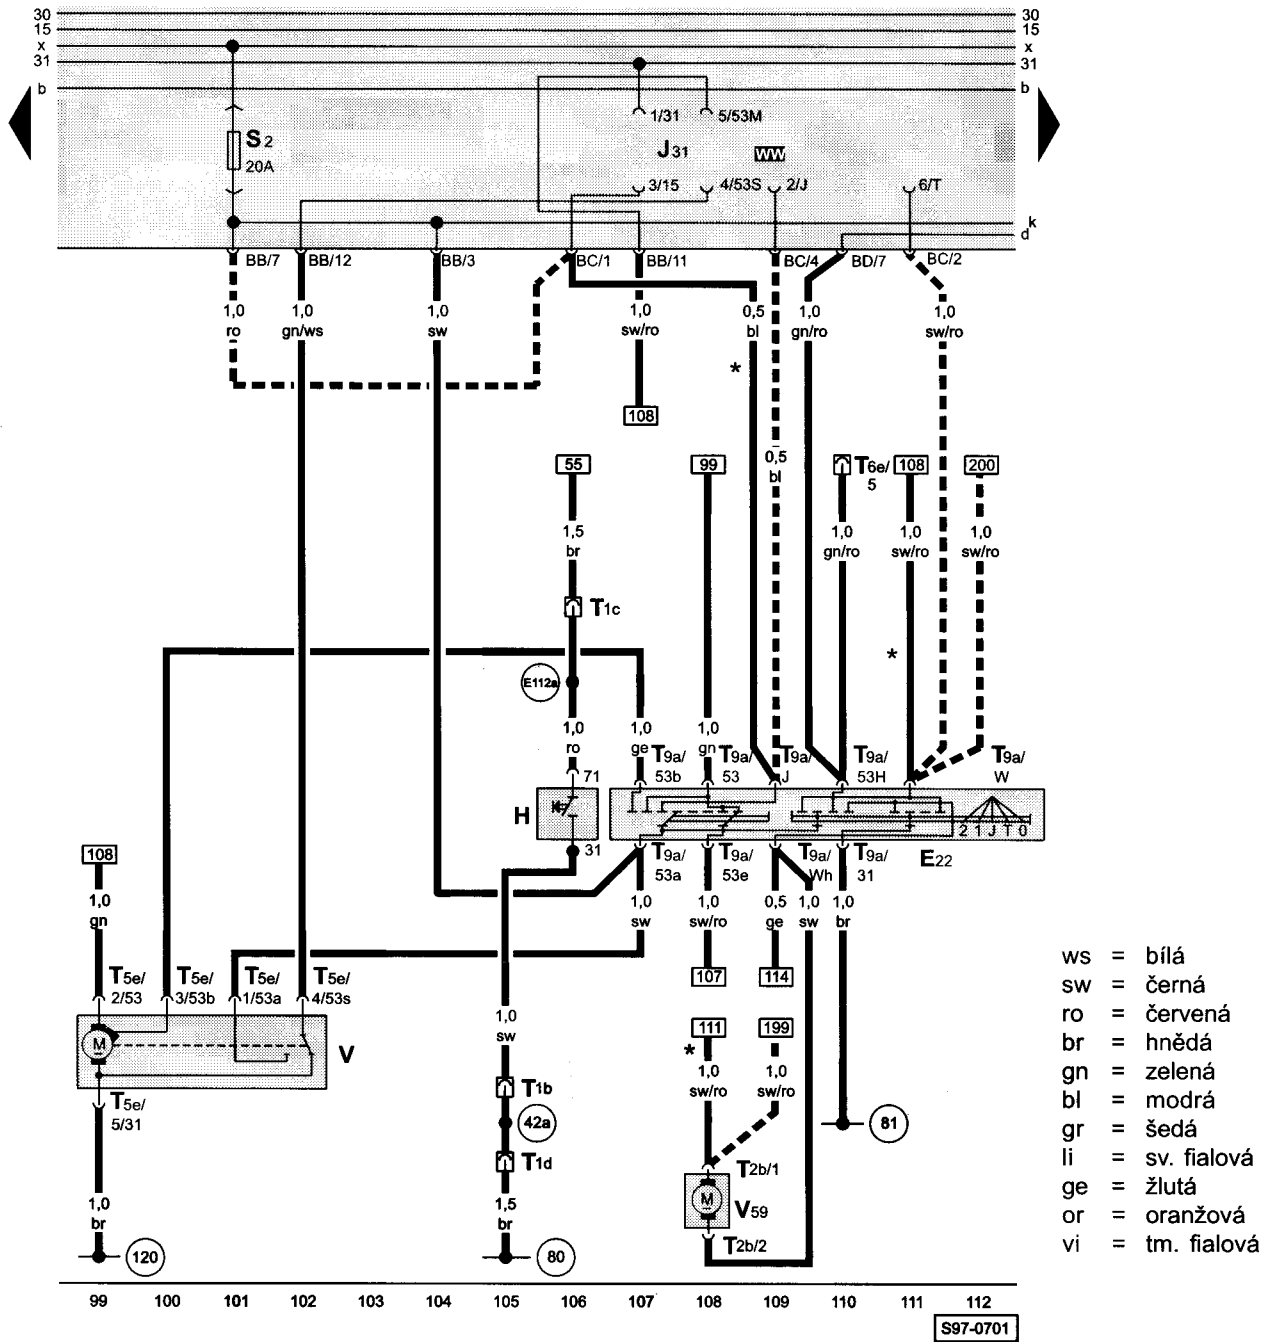 30 30
15 15
x x
31 31
b b
S2
20A
1/31 5/53M
J31 WW
3/15 4/53S 2/J 6/T
k
d
BB/7 BB/12 BB/3 BC/1 BB/11 BC/4 BD/7 BC/2
1,0 1,0 1,0 1,0 0,5 1,0 1,0
ro gn/ws sw sw/ro bl gn/ro sw/ro
*
108
55 99 0,5 T6e/ 108 200
bl 5
1,5 1,0 1,0 1,0
br gn/ro sw/ro sw/ro
T1c
*
E112a
1,0 1,0 1,0
ro ge T9a/ gn T9a/ T9a/ T9a/ T9a/
71 53b 53 J 53H W
H
2 1 J T 0
31 T9a/ T9a/ T9a/ T9a/ E22
108 53a 53e Wh 31
1,0 1,0 1,0 0,5 1,0 1,0
gn sw sw/ro ge sw br
T5e/ T5e/ T5e/ T5e/ 107 114
2/53 3/53b 1/53a 4/53s
1,0 111 199
sw * 1,0 1,0
M V sw/ro sw/ro
T1b
T5e/ 42a 81
5/31
T1d
T2b/1
1,0 1,5 M V59
br br
T2b/2
120 80
99 100 101 102 103 104 105 106 107 108 109 110 111 112
S97-0701
ws = bílá
sw = černá
ro = červená
br = hnědá
gn = zelená
bl = modrá
gr = šedá
li = sv. fialová
ge = žlutá
or = oranžová
vi = tm. fialová